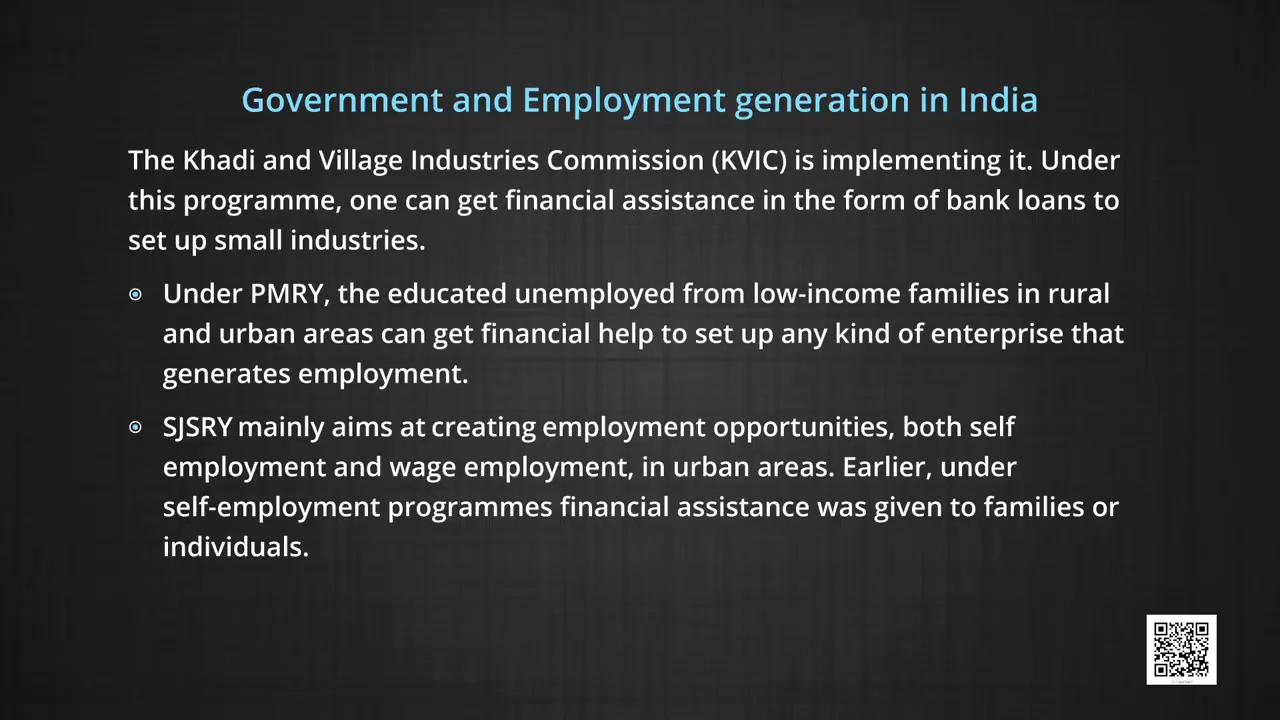 Government and Employment generation in India
The Khadi and Village Industries Commission (KVIC) is implementing it. Under
this programme, one can get financial assistance in the form of bank loans to
set up small industries.
Under PMRY, the educated unemployed from low-income families in rural
and urban areas can get financial help to set up any kind of enterprise that
generates employment.
SJSRY mainly aims at creating employment opportunities, both self
employment and wage employment, in urban areas. Earlier, under
self-employment programmes financial assistance was given to families or
individuals.